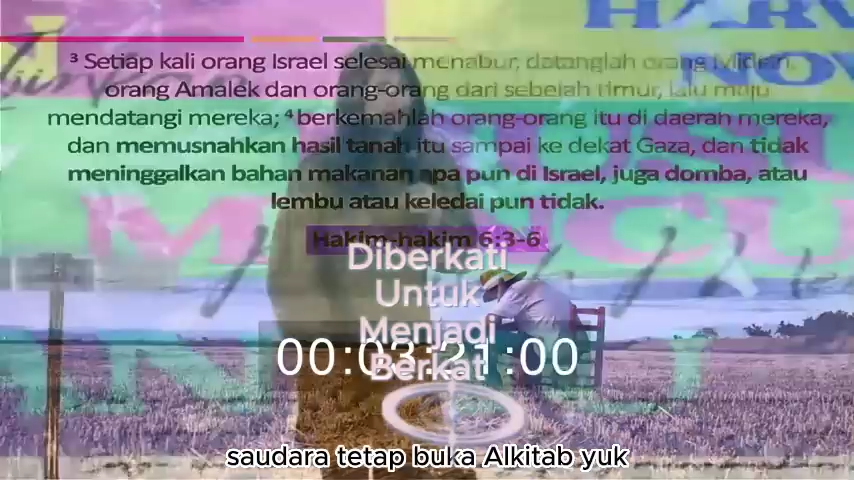 HARV
NOV
³ Setiap kali orang Israel selesai menabur, datanglah orang Midian,
orang Amalek dan orang-orang dari sebelah timur, lalu maju
mendatangi mereka; ⁴ berkemahlah orang-orang itu di daerah mereka,
dan memusnahkan hasil tanah itu sampai ke dekat Gaza, dan tidak
meninggalkan bahan makanan apa pun di Israel, juga domba, atau
lembu atau keledai pun tidak.
Hakim-hakim 6:3-6
Diberkati
Untuk
Menjadi
Berkat
00:03:21:00
saudara tetap buka Alkitab yuk